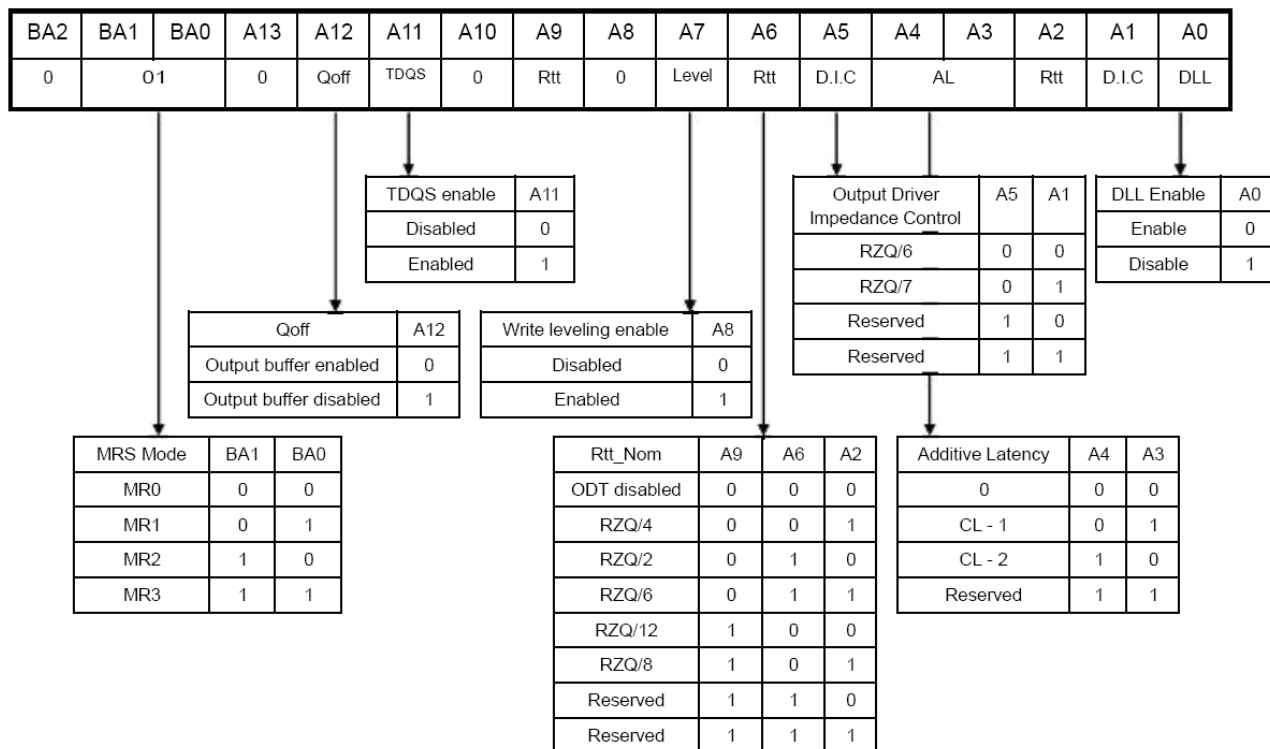 BA2 BA1 BA0 A13 A12 A11 A10 A9 A8 A7 A6 A5 A4 A3 A2 A1 A0
0 01 0 Qoff TDQS 0 Rtt 0 Level Rtt D.I.C AL Rtt D.I.C DLL
TDQS enable A11
Disabled 0
Enabled 1
Output Driver
Impedance Control A5 A1
RZQ/6 0 0
RZQ/7 0 1
Reserved 1 0
Reserved 1 1
DLL Enable A0
Enable 0
Disable 1
Qoff A12
Output buffer enabled 0
Output buffer disabled 1
Write leveling enable A8
Disabled 0
Enabled 1
MRS Mode BA1 BA0
MR0 0 0
MR1 0 1
MR2 1 0
MR3 1 1
Rtt_Nom A9 A6 A2
ODT disabled 0 0 0
RZQ/4 0 0 1
RZQ/2 0 1 0
RZQ/6 0 1 1
RZQ/12 1 0 0
RZQ/8 1 0 1
Reserved 1 1 0
Reserved 1 1 1
Additive Latency A4 A3
0 0 0
CL - 1 0 1
CL - 2 1 0
Reserved 1 1